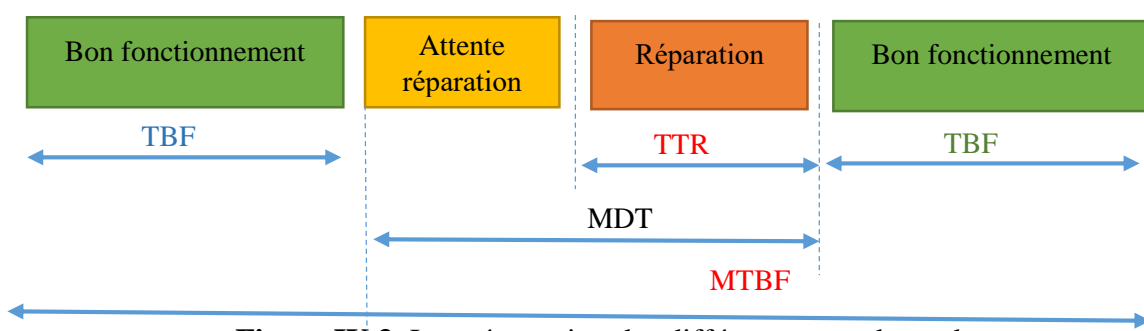 Bon fonctionnement
Attente
réparation
Réparation
Bon fonctionnement
TBF
TTR
TBF
MDT
MTBF